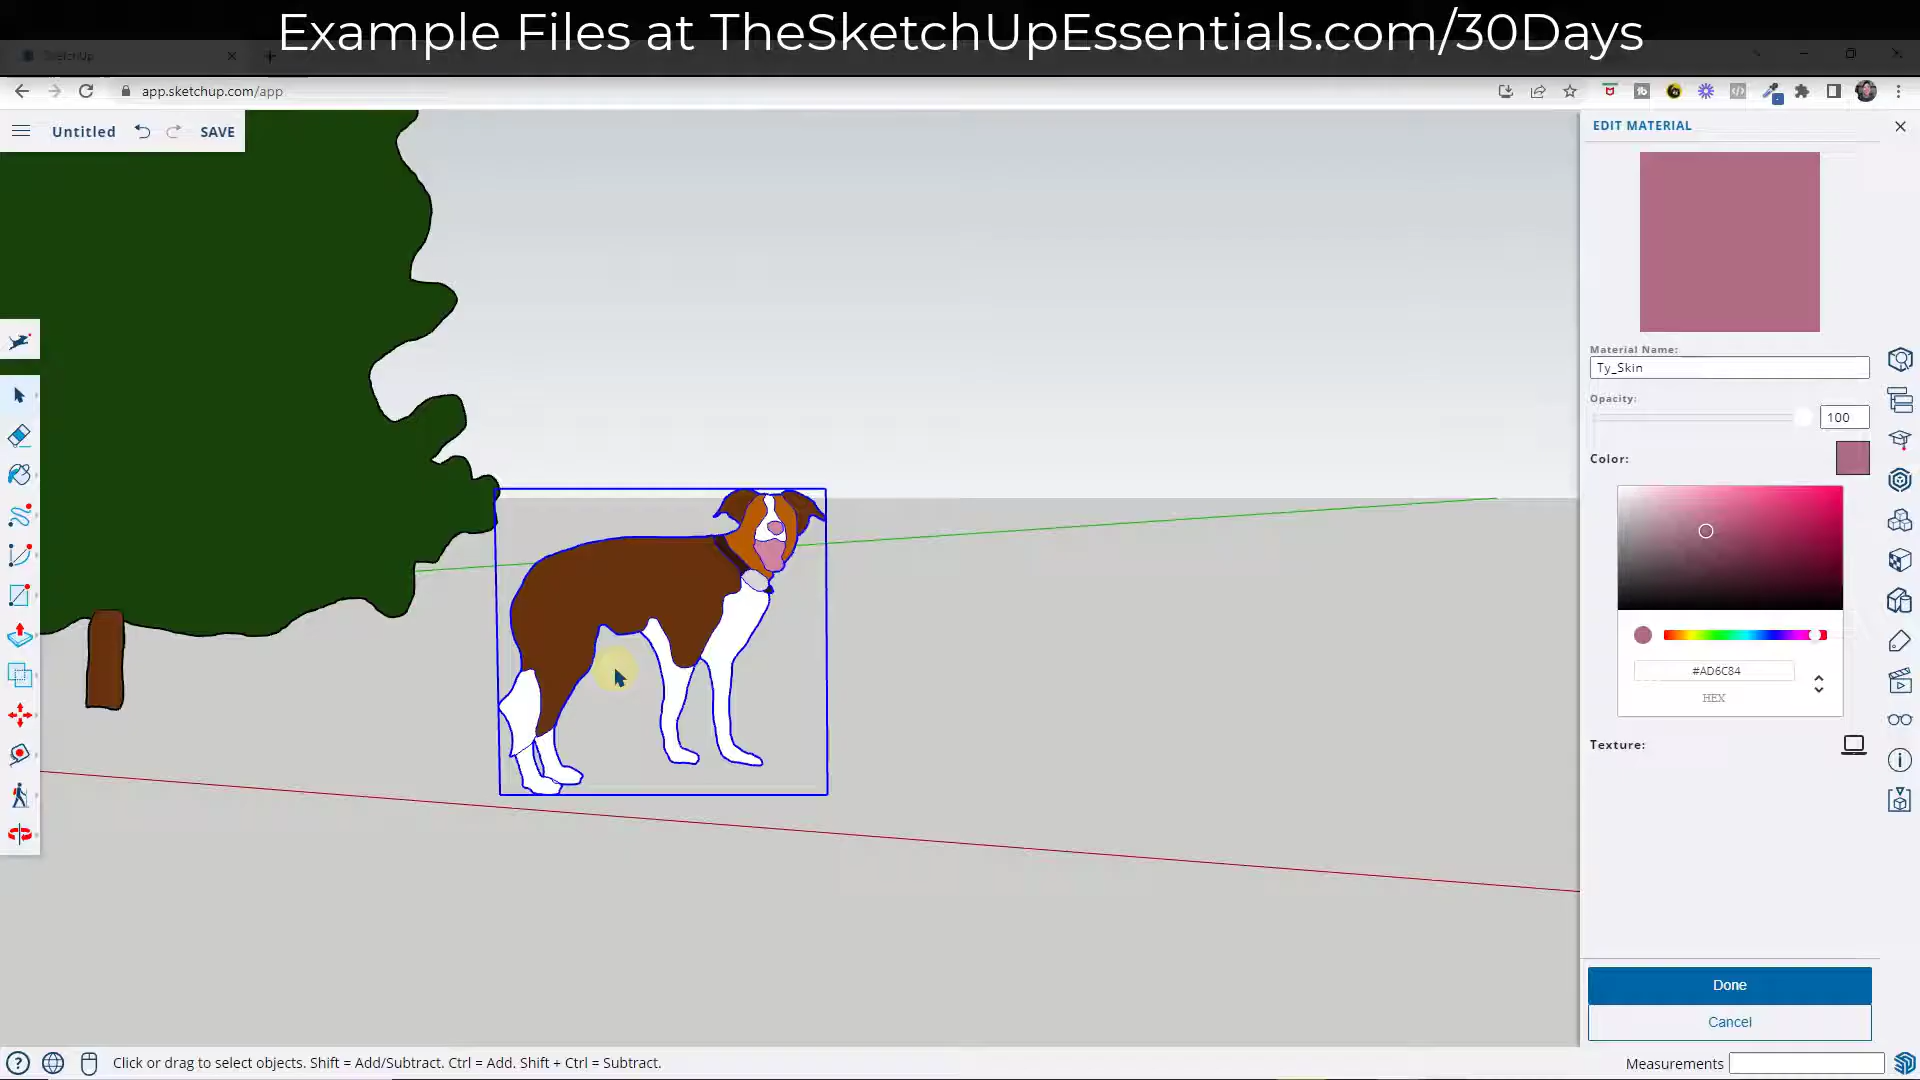 Example Files at TheSketchUpEssentials.com/30Days
SketchUp
app.sketchup.com/app
Untitled
SAVE
EDIT MATERIAL
Material Name:
Ty_Skin
Opacity:
100
Color:
#AD6C84
HEX
Texture:
Done
Cancel
Click or drag to select objects. Shift = Add/Subtract. Ctrl = Add. Shift + Ctrl = Subtract.
Measurements